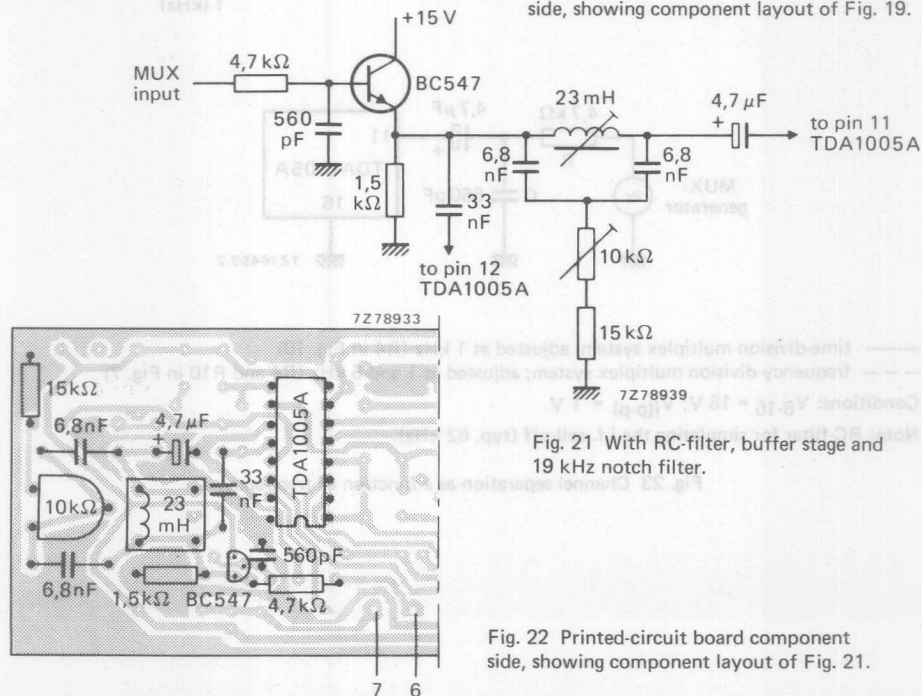 side, showing component layout of Fig. 19.
+15 V
4,7 kΩ
MUX
input
BC547
560
pF
1,5
kΩ
33
nF
to pin 12
TDA1005A
23 mH
6,8
nF
6,8
nF
4,7 µF
+
to pin 11
TDA1005A
10 kΩ
15 kΩ
7Z78939
7Z78933
15kΩ
6,8nF
4,7 µF
+
33
nF
TDA1005A
10kΩ
23
mH
560pF
6,8nF
1,5kΩ
BC547
4,7kΩ
7 6
Fig. 21 With RC-filter, buffer stage and
19 kHz notch filter.
Fig. 22 Printed-circuit board component
side, showing component layout of Fig. 21.